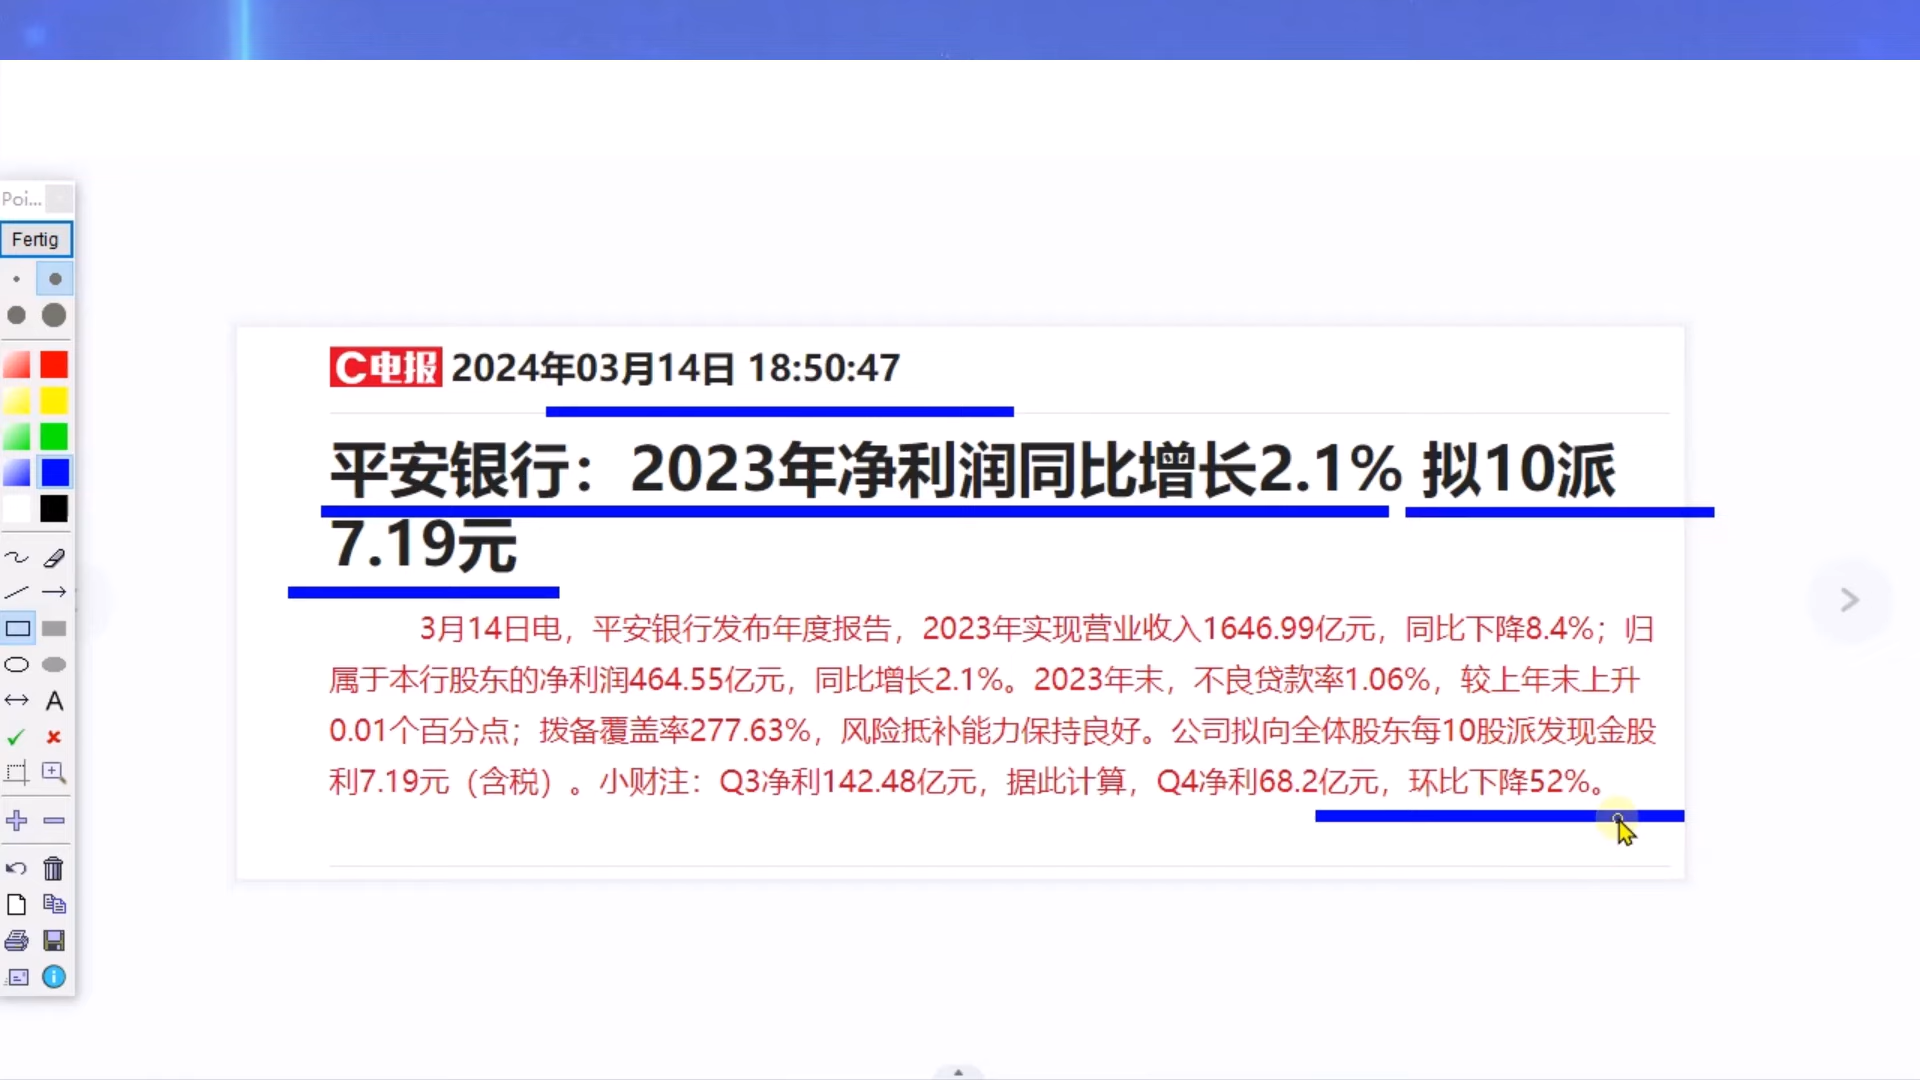 Poi...
Fertig
A
C电报 2024年03月14日 18:50:47
平安银行：2023年净利润同比增长2.1% 拟10派
7.19元
3月14日电，平安银行发布年度报告，2023年实现营业收入1646.99亿元，同比下降8.4%；归
属于本行股东的净利润464.55亿元，同比增长2.1%。2023年末，不良贷款率1.06%，较上年末上升
0.01个百分点；拨备覆盖率277.63%，风险抵补能力保持良好。公司拟向全体股东每10股派发现金股
利7.19元（含税）。小财注：Q3净利142.48亿元，据此计算，Q4净利68.2亿元，环比下降52%。